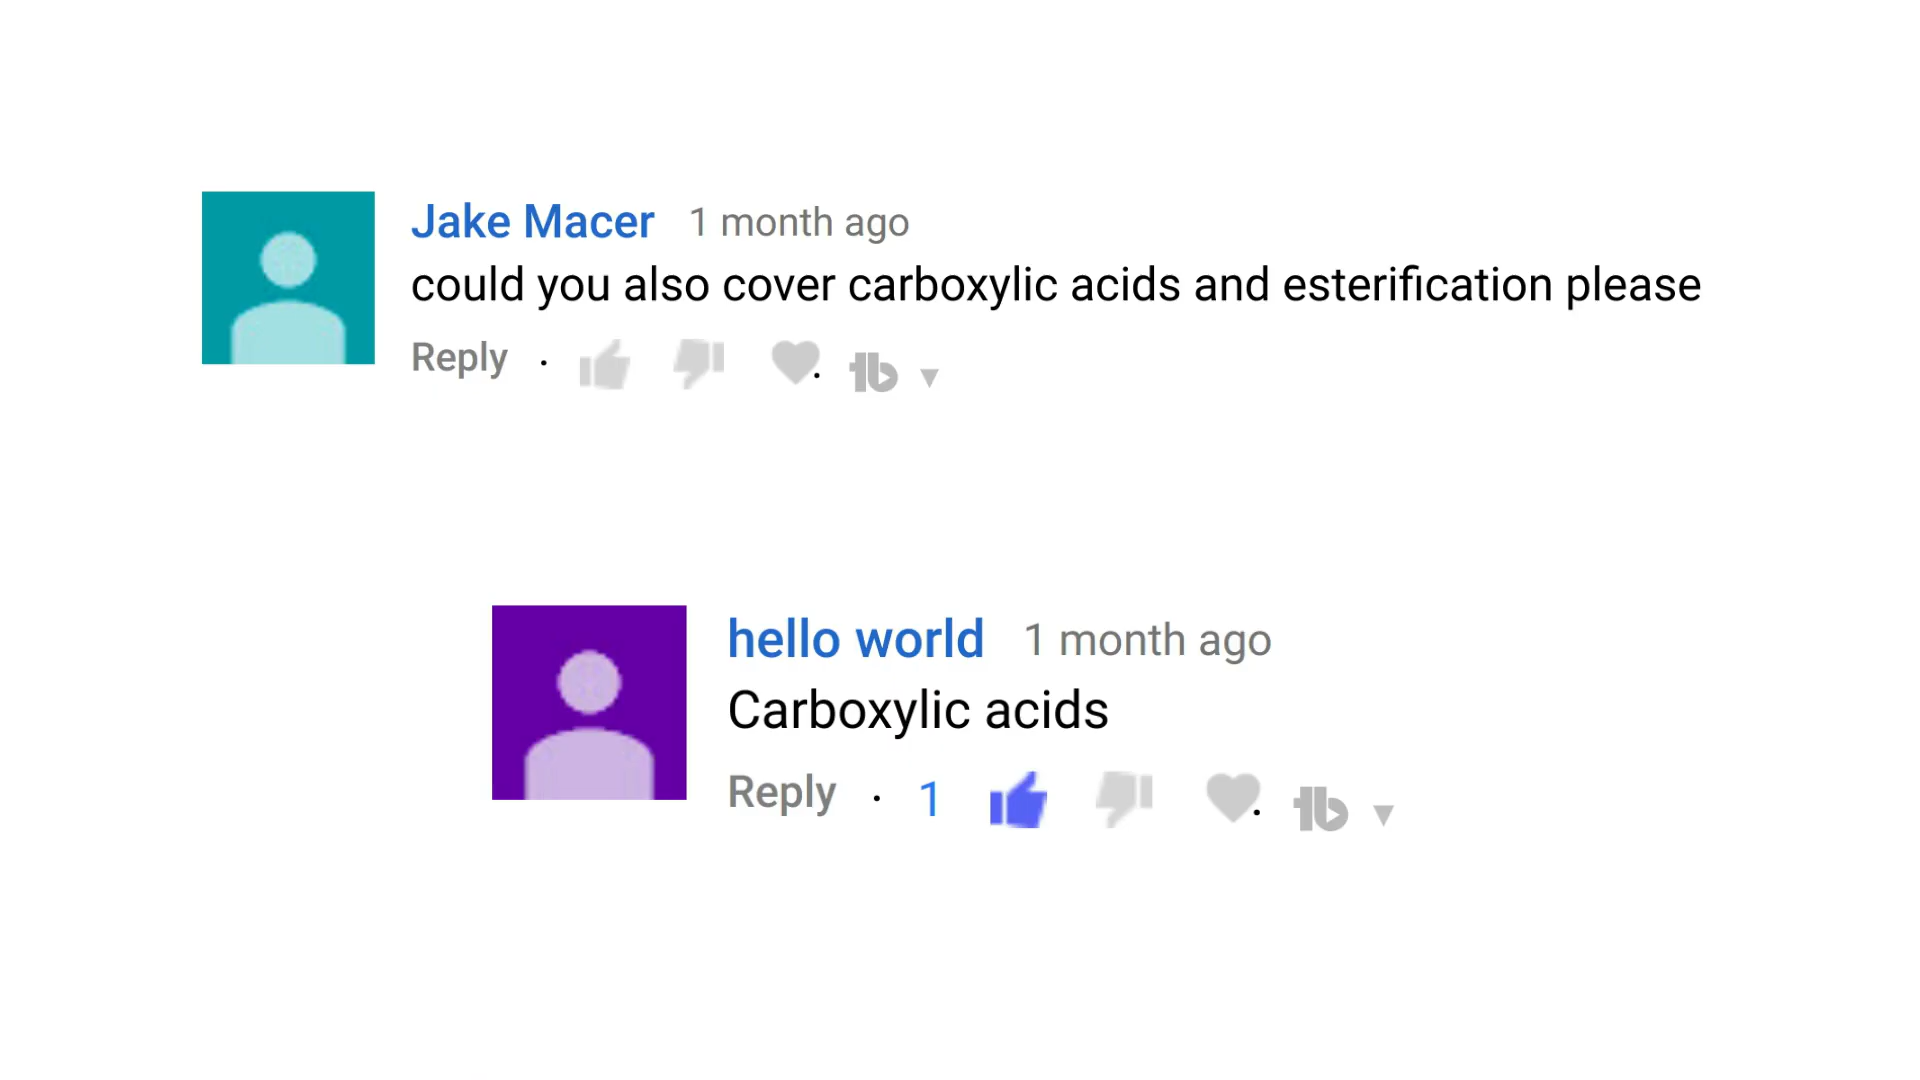 Jake Macer 1 month ago
could you also cover carboxylic acids and esterification please
Reply ·
hello world 1 month ago
Carboxylic acids
Reply · 1